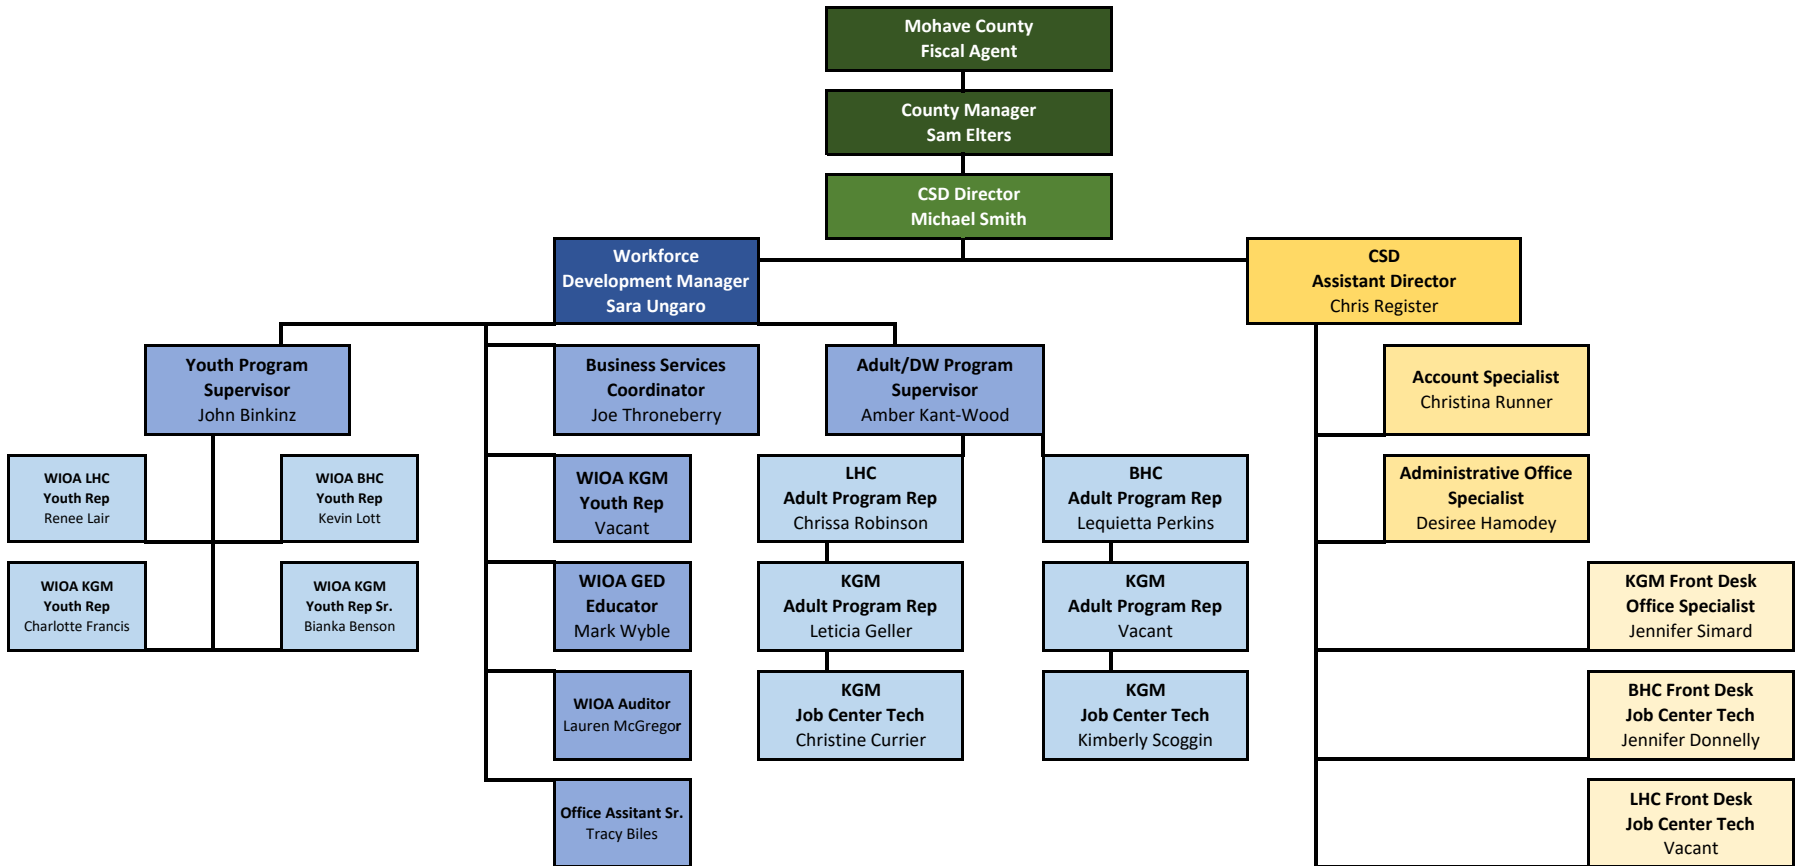 Mohave County
Fiscal Agent
County Manager
Sam Elters
CSD Director
Michael Smith
Workforce
Development Manager
Sara Ungaro
CSD
Assistant Director
Chris Register
Youth Program
Supervisor
John Binkinz
Business Services
Coordinator
Joe Throneberry
Adult/DW Program
Supervisor
Amber Kant-Wood
Account Specialist
Christina Runner
WIOA LHC
Youth Rep
Renee Lair
WIOA BHC
Youth Rep
Kevin Lott
WIOA KGM
Youth Rep
Vacant
LHC
Adult Program Rep
Chrissa Robinson
BHC
Adult Program Rep
Lequietta Perkins
Administrative Office
Specialist
Desiree Hamodey
WIOA KGM
Youth Rep
Charlotte Francis
WIOA KGM
Youth Rep Sr.
Bianka Benson
WIOA GED
Educator
Mark Wyble
KGM
Adult Program Rep
Leticia Geller
KGM
Adult Program Rep
Vacant
KGM Front Desk
Office Specialist
Jennifer Simard
WIOA Auditor
Lauren McGregor
KGM
Job Center Tech
Christine Currier
KGM
Job Center Tech
Kimberly Scoggin
BHC Front Desk
Job Center Tech
Jennifer Donnelly
Office Assitant Sr.
Tracy Biles
LHC Front Desk
Job Center Tech
Vacant